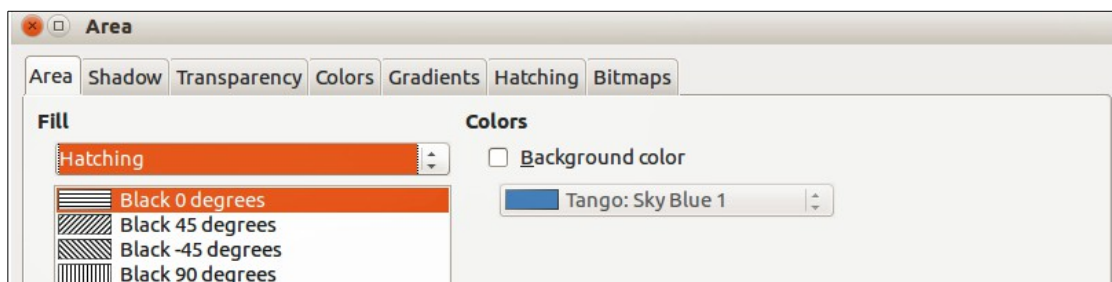 Area
Area Shadow Transparency Colors Gradients Hatching Bitmaps
Fill
Colors
Hatching
Background color
Black 0 degrees
Tango: Sky Blue 1
Black 45 degrees
Black -45 degrees
Black 90 degrees